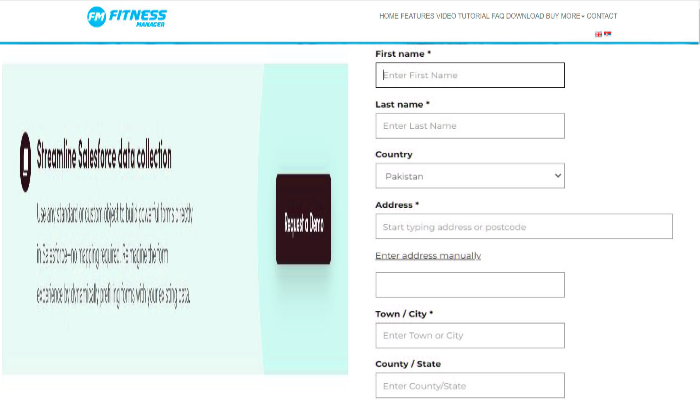 FM FITNESS
MANAGER
HOME FEATURES VIDEO TUTORIAL FAQ DOWNLOAD BUY MORE CONTACT
Streamline Salesforce data collection
Use any standard or custom object to build powerful forms directly
in Salesforce—no mapping required. Reimagine the form
experience by dynamically prefilling forms with your existing data.
Request a Demo
First name *
Enter First Name
Last name *
Enter Last Name
Country
Pakistan
Address *
Start typing address or postcode
Enter address manually
Town / City *
Enter Town or City
County / State
Enter County/State